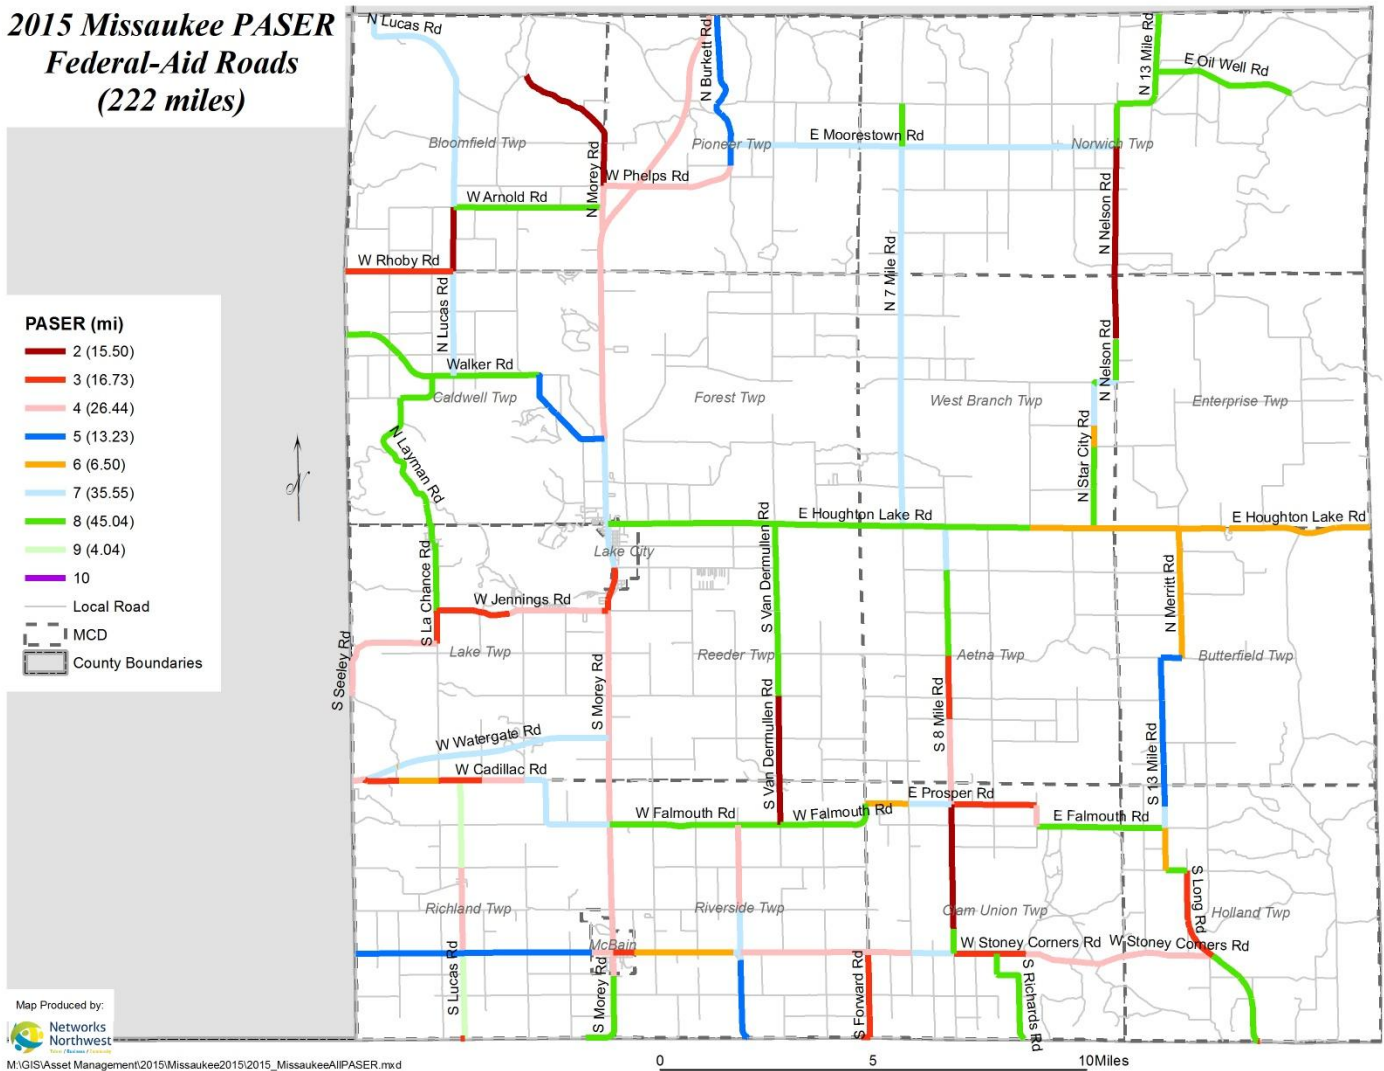 2015 Missaukee PASER
Federal-Aid Roads
(222 miles)
N Lucas Rd
N Burkett Rd
N 13 Mile Rd
E Oil Well Rd
Bloomfield Twp
Pioneer Twp
E Moorestown Rd
Norwich Twp
N Morey Rd
W Phelps Rd
W Arnold Rd
N Nelson Rd
W Rhoby Rd
N 7 Mile Rd
N Lucas Rd
PASER (mi)
2 (15.50)
3 (16.73)
4 (26.44)
5 (13.23)
6 (6.50)
7 (35.55)
8 (45.04)
9 (4.04)
10
Local Road
MCD
County Boundaries
N
Walker Rd
N Nelson Rd
Caldwell Twp
Forest Twp
West Branch Twp
Enterprise Twp
N Layman Rd
N Star City Rd
E Houghton Lake Rd
E Houghton Lake Rd
Lake City
S La Chance Rd
S Van Dermullen Rd
N Merritt Rd
W Jennings Rd
S Seeley Rd
Lake Twp
Reeder Twp
Aetna Twp
Butterfield Twp
S Morey Rd
S Van Dermullen Rd
S 8 Mile Rd
S 13 Mile Rd
W Watergate Rd
W Cadillac Rd
E Prosper Rd
W Falmouth Rd
W Falmouth Rd
E Falmouth Rd
Richland Twp
Riverside Twp
Clam Union Twp
S Long Rd
Holland Twp
McBain
W Stoney Corners Rd
W Stoney Corners Rd
S Lucas Rd
S Morey Rd
S Forward Rd
S Richards Rd
Map Produced by:
Networks
Northwest
Talent / Business / Community
M:\GIS\Asset Management\2015\Missaukee2015\2015_MissaukeeAllPASER.mxd
0 5 10Miles